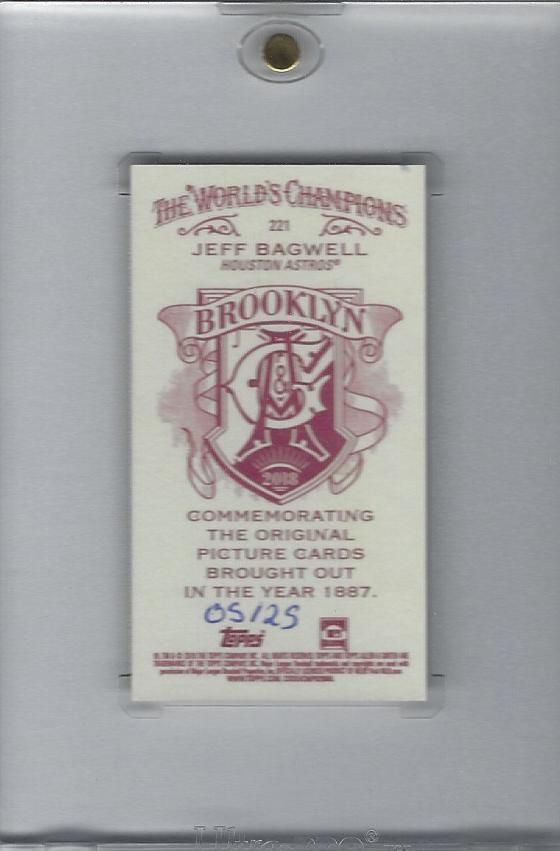 THE WORLD'S CHAMPIONS
221
JEFF BAGWELL
HOUSTON ASTROS®
BROOKLYN
A&G
2018
COMMEMORATING
THE ORIGINAL
PICTURE CARDS
BROUGHT OUT
IN THE YEAR 1887.
05/25
Topps